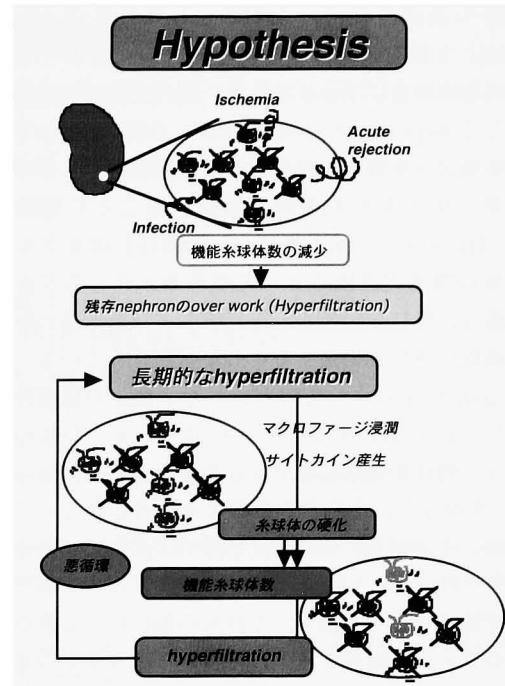 Hypothesis
Ischemia
Acute
rejection
Infection
機能糸球体数の減少
残存nephronのover work (Hyperfiltration)
長期的なhyperfiltration
マクロファージ浸潤
サイトカイン産生
糸球体の硬化
悪循環
機能糸球体数
hyperfiltration